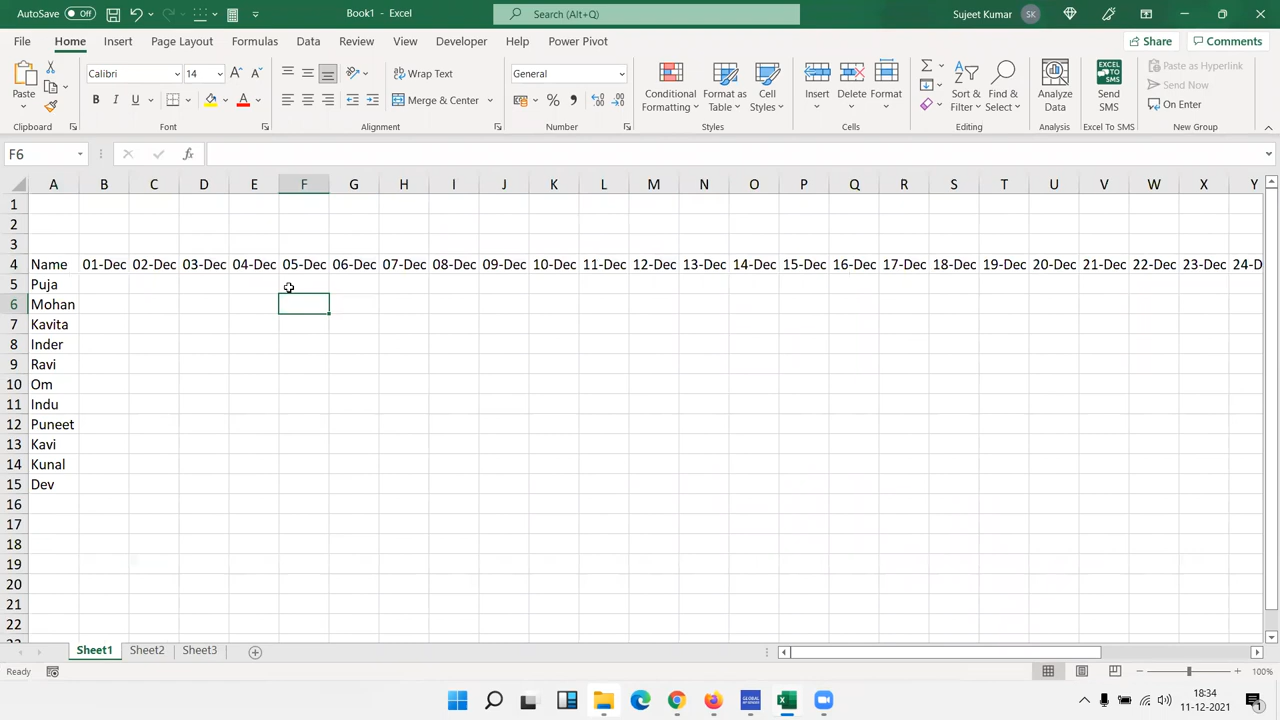 AutoSave Off Book1 - Excel Search (Alt+Q) Sujeet Kumar SK
File Home Insert Page Layout Formulas Data Review View Developer Help Power Pivot Share Comments
Paste Calibri 14 Wrap Text General Conditional Formatting Format as Table Cell Styles Insert Delete Format Sort & Filter Find & Select Analyze Data Send SMS Paste as Hyperlink
B I U Merge & Center Send Now
On Enter
Clipboard Font Alignment Number Styles Cells Editing Analysis Excel To SMS New Group
F6 fx
A B C D E F G H I J K L M N O P Q R S T U V W X Y
1
2
3
4 Name 01-Dec 02-Dec 03-Dec 04-Dec 05-Dec 06-Dec 07-Dec 08-Dec 09-Dec 10-Dec 11-Dec 12-Dec 13-Dec 14-Dec 15-Dec 16-Dec 17-Dec 18-Dec 19-Dec 20-Dec 21-Dec 22-Dec 23-Dec 24-D
5 Puja
6 Mohan
7 Kavita
8 Inder
9 Ravi
10 Om
11 Indu
12 Puneet
13 Kavi
14 Kunal
15 Dev
16
17
18
19
20
21
22
Sheet1 Sheet2 Sheet3
Ready 100%
18:34
11-12-2021